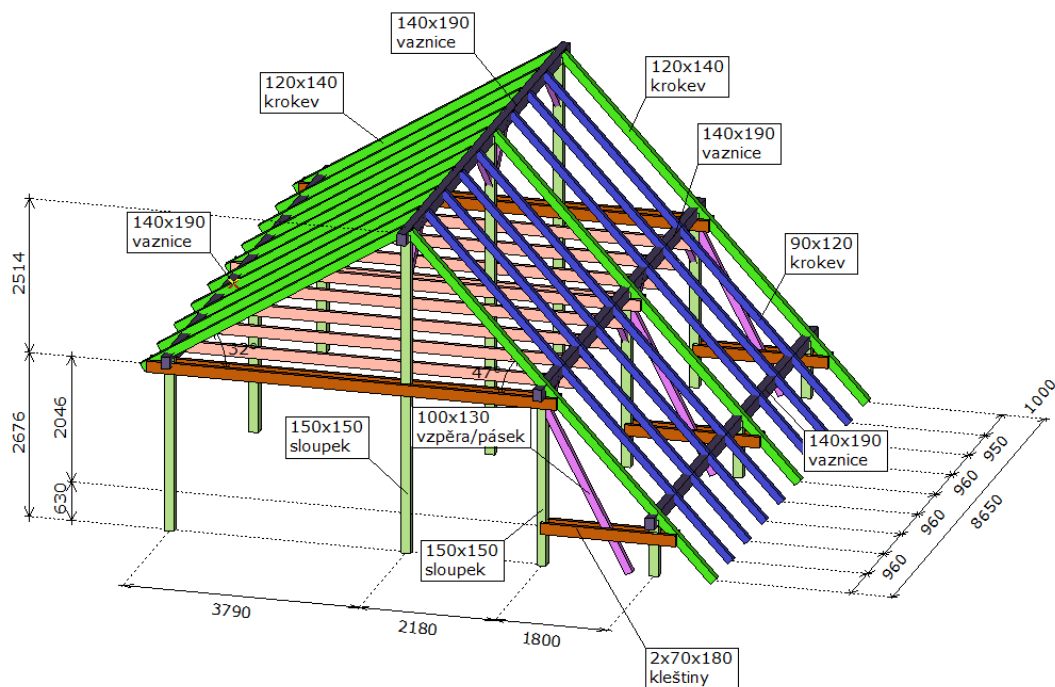 140x190
vaznice
120x140
krokev
120x140
krokev
140x190
vaznice
140x190
vaznice
90x120
krokev
2514
32°
47°
2676
2046
630
150x150
sloupek
100x130
vzpěra/pásek
140x190
vaznice
150x150
sloupek
2x70x180
kleštiny
3790
2180
1800
1000
950
960
960
960
960
8650